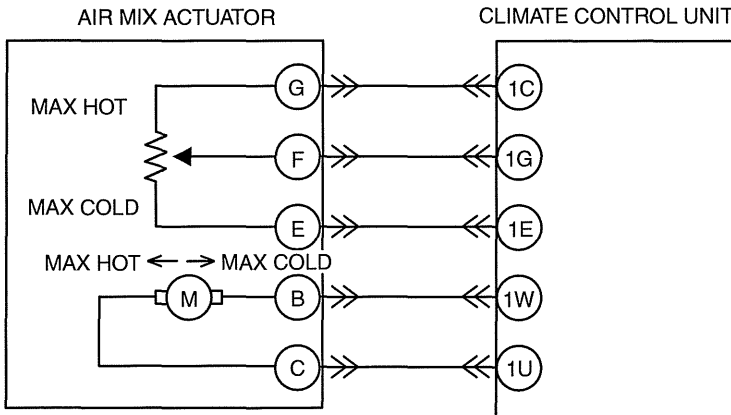 AIR MIX ACTUATOR
CLIMATE CONTROL UNIT
G
1C
MAX HOT
F
1G
MAX COLD
E
1E
MAX HOT
MAX COLD
M
B
1W
C
1U